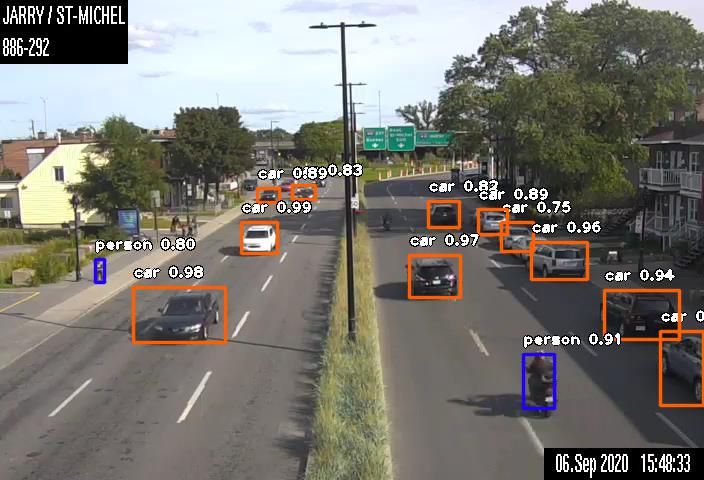 JARRY / ST-MICHEL
886-292
car 0.83
car 0.89
car 0.82
car 0.89
car 0.75
car 0.99
car 0.96
person 0.80
car 0.97
car 0.98
car 0.94
person 0.91
06.Sep 2020 15:48:33